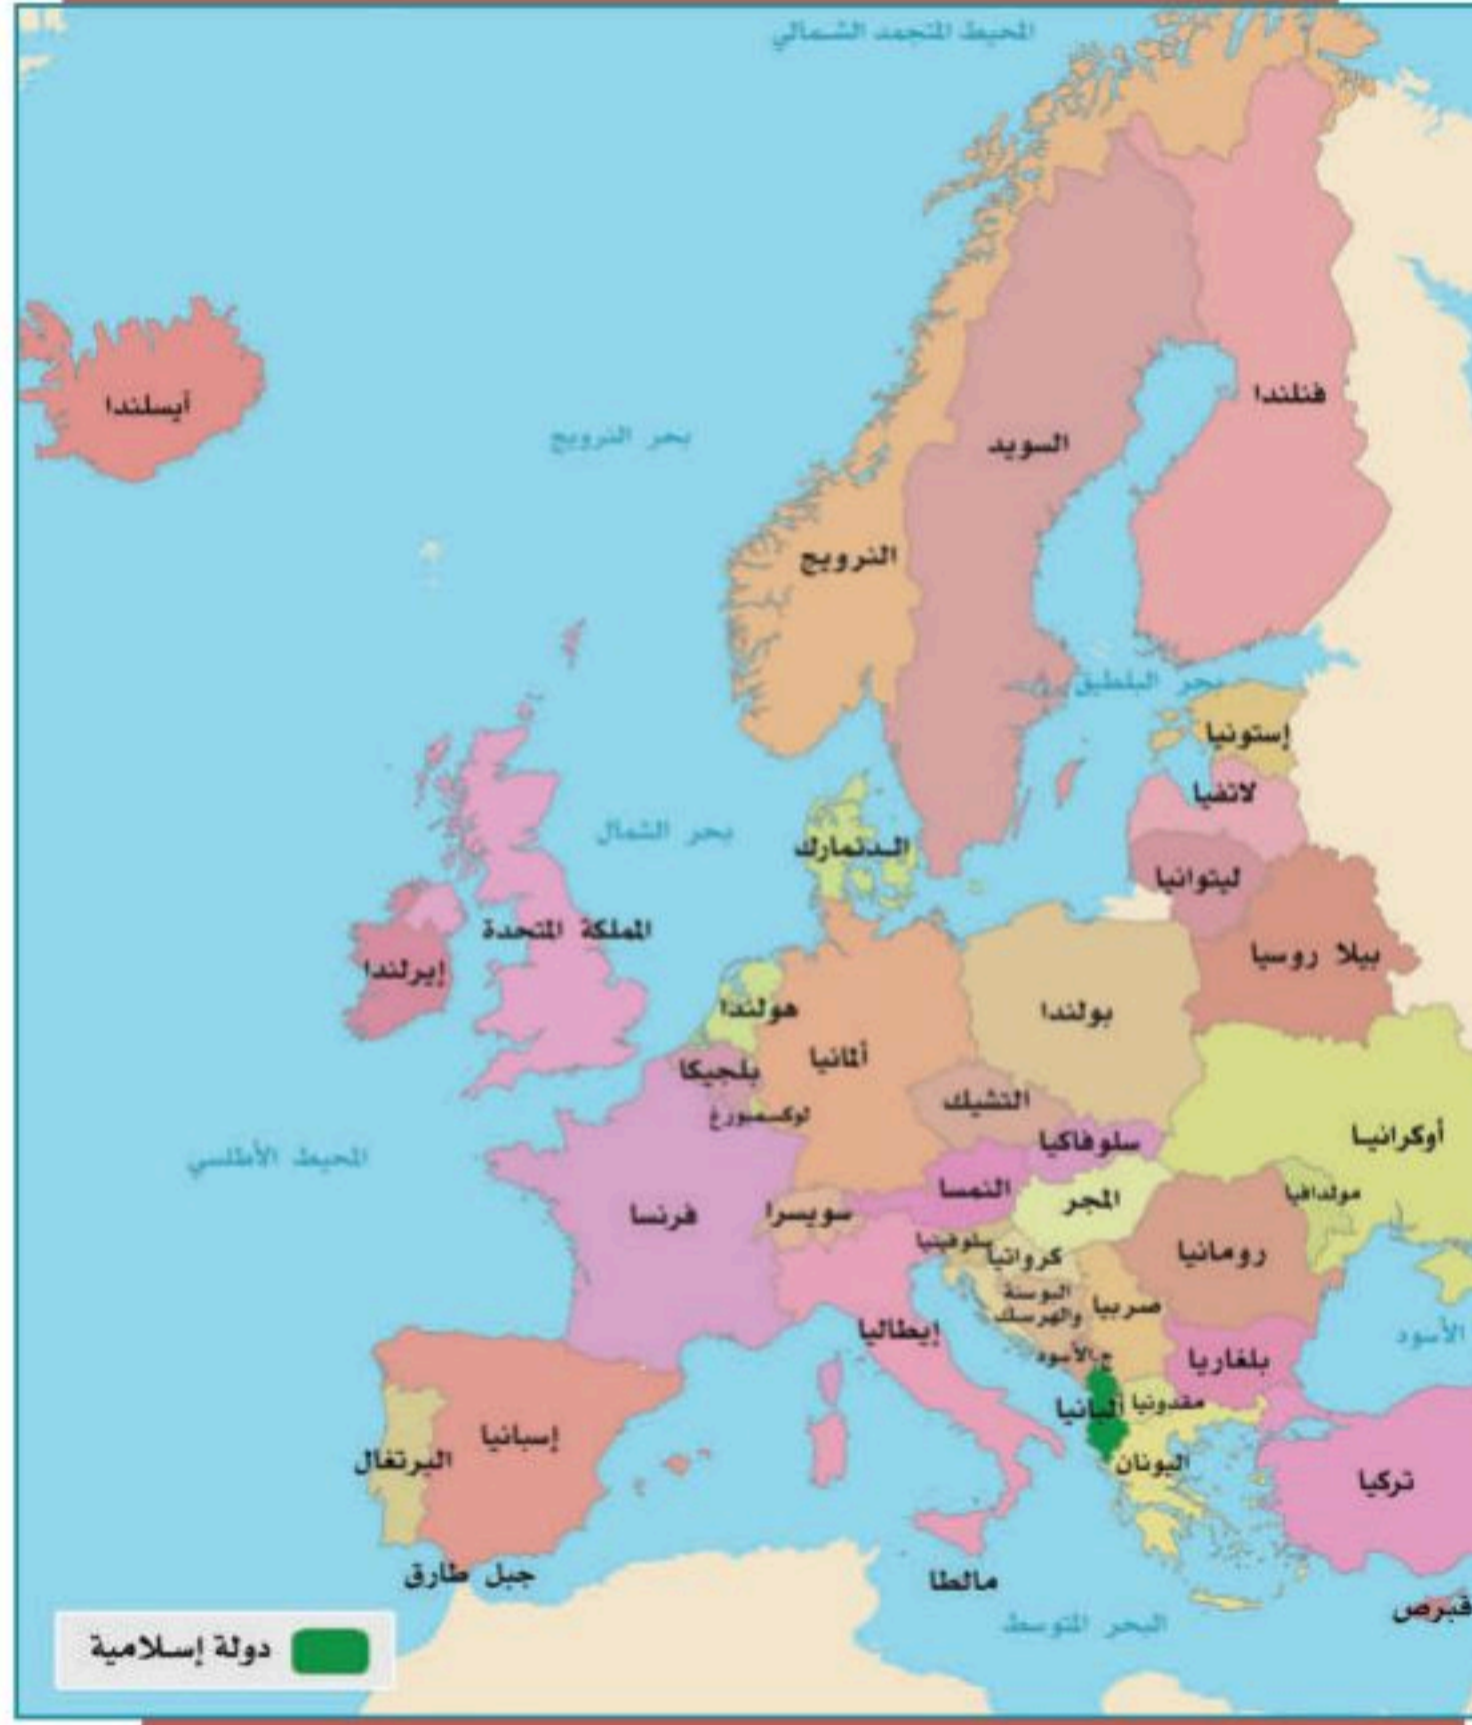 المحيط المتجمد الشمالي
أيسلندا
فنلندا
بحر النرويج
السويد
النرويج
بحر البلطيق
إستونيا
لاتفيا
بحر الشمال
الدنمارك
ليتوانيا
المملكة المتحدة
بيلا روسيا
إيرلندا
هولندا
بولندا
ألمانيا
بلجيكا
التشيك
لوكسمبورغ
أوكرانيا
سلوفاكيا
المحيط الأطلسي
النمسا
المجر
مولدافيا
سويسرا
فرنسا
سلوفينيا
كرواتيا
رومانيا
البوسنة
والهرسك
صربيا
إيطاليا
الأسود
ج.الأسود
بلغاريا
ألبانيا
مقدونيا
إسبانيا
البرتغال
اليونان
تركيا
جبل طارق
مالطا
قبرص
البحر المتوسط
دولة إسلامية